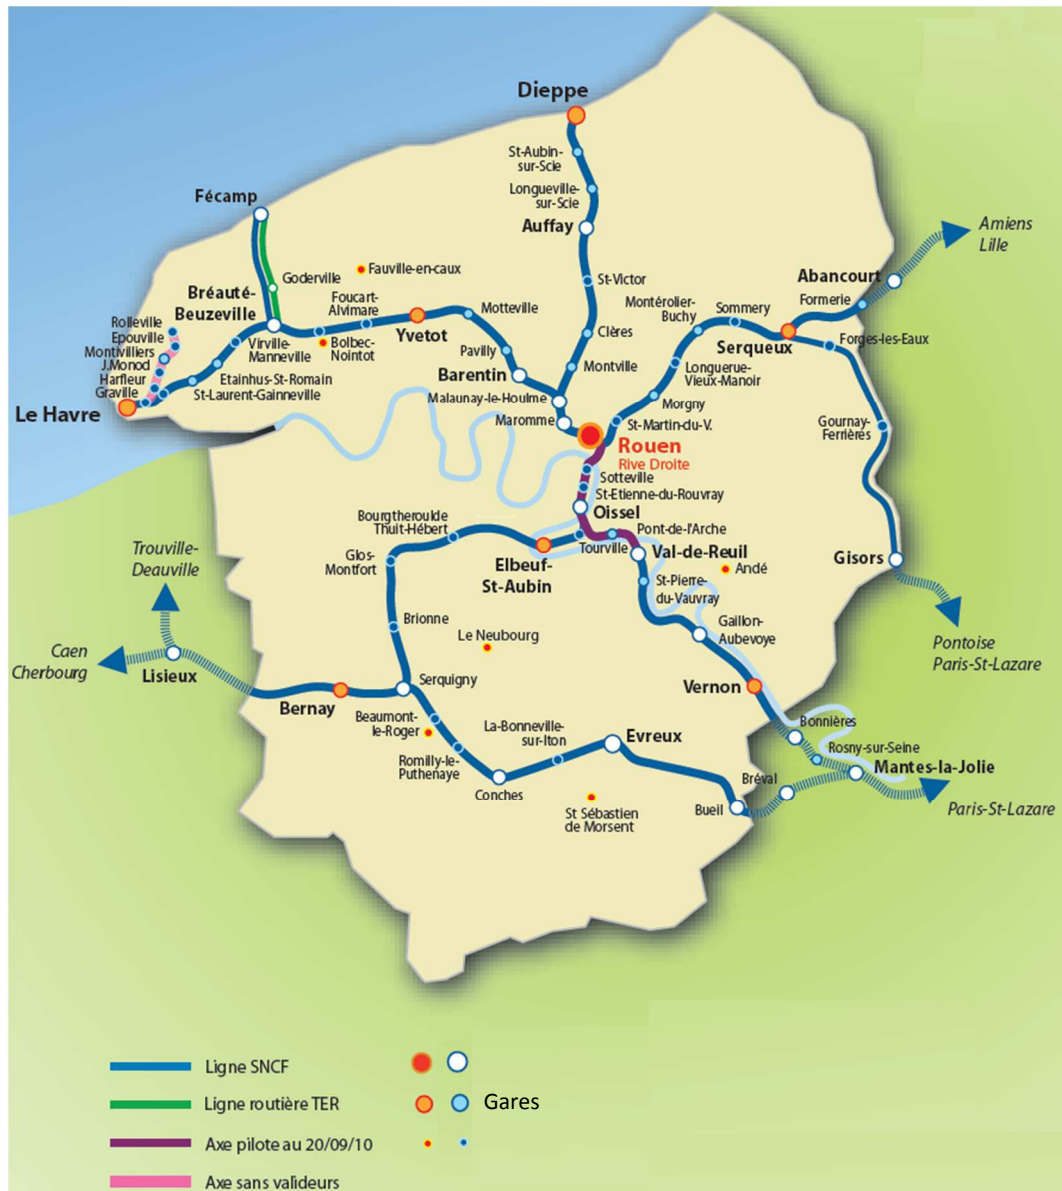 Dieppe
St-Aubin-
sur-Scie
Longueville-
sur-Scie
Auffay
Fécamp
Amiens
Lille
Fauville-en-caux
Goderville
St-Victor
Abancourt
Bréauté-
Beuzeville
Foucart-
Alvimare
Motteville
Montérolier-
Buchy
Sommery
Formerie
Rolleville
Epouville
Montivilliers
J.Monod
Harfleur
Graville
Virville-
Manneville
Bolbec-
Nointot
Yvetot
Clères
Serqueux
Forges-les-Eaux
Pavilly
Barentin
Montville
Longuerue-
Vieux-Manoir
Etainhus-St-Romain
St-Laurent-Gainneville
Malaunay-le-Houlme
Morgny
Le Havre
Maromme
St-Martin-du-V.
Gournay-
Ferrières
Rouen
Rive Droite
Sotteville
St-Etienne-du-Rouvray
Oissel
Bourgtheroulde
Thuit-Hébert
Pont-de-l'Arche
Tourville
Val-de-Reuil
Trouville-
Deauville
Glos-
Montfort
Elbeuf-
St-Aubin
Andé
Gisors
St-Pierre-
du-Vauvray
Brionne
Le Neubourg
Gaillon-
Aubevoye
Pontoise
Paris-St-Lazare
Caen
Cherbourg
Lisieux
Serquigny
Vernon
Bernay
Beaumont-
le-Roger
La-Bonneville-
sur-Iton
Evreux
Bonnières
Rosny-sur-Seine
Romilly-le-
Puthenaye
Mantes-la-Jolie
Bréval
Conches
Bueil
Paris-St-Lazare
St Sébastien
de Morsent
Ligne SNCF
Ligne routière TER
Gares
Axe pilote au 20/09/10
Axe sans valideurs